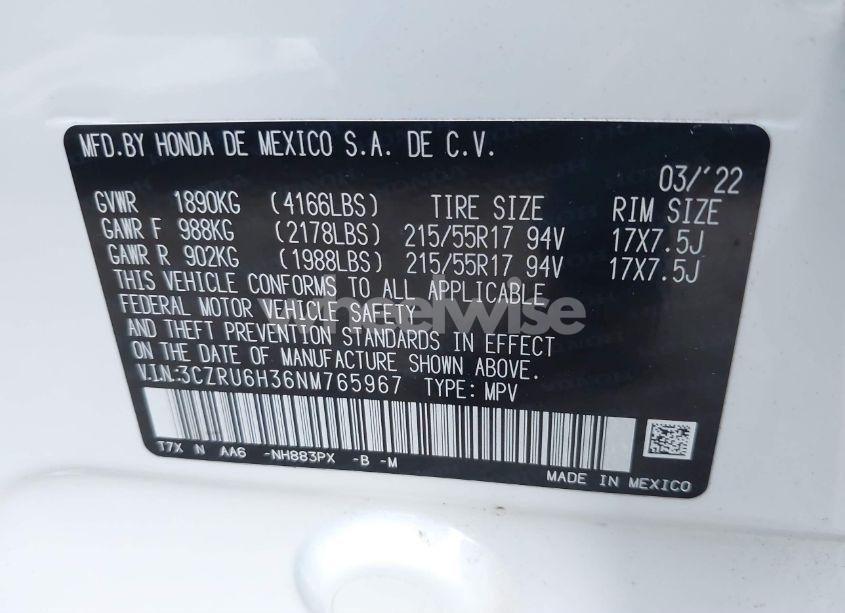 MFD.BY HONDA DE MEXICO S.A. DE C.V.
03/'22
GVWR 1890KG (4166LBS) TIRE SIZE RIM SIZE
GAWR F 988KG (2178LBS) 215/55R17 94V 17X7.5J
GAWR R 902KG (1988LBS) 215/55R17 94V 17X7.5J
THIS VEHICLE CONFORMS TO ALL APPLICABLE
FEDERAL MOTOR VEHICLE SAFETY
AND THEFT PREVENTION STANDARDS IN EFFECT
ON THE DATE OF MANUFACTURE SHOWN ABOVE.
V.I.N:3CZRU6H36NM765967 TYPE: MPV
T7X N AA6 -NH883PX -B -M
MADE IN MEXICO
wheelwise